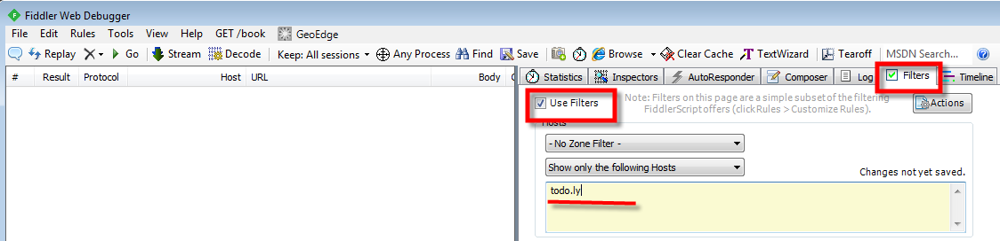 Fiddler Web Debugger
File Edit Rules Tools View Help GET /book GeoEdge
Replay Go Stream Decode Keep: All sessions Any Process Find Save Browse Clear Cache TextWizard Tearoff MSDN Search...
# Result Protocol Host URL Body
Statistics Inspectors AutoResponder Composer Log Filters Timeline
Use Filters
Note: Filters on this page are a simple subset of the filtering
FiddlerScript offers (click Rules > Customize Rules).
Actions
Hosts
- No Zone Filter -
Show only the following Hosts
Changes not yet saved.
todo.ly